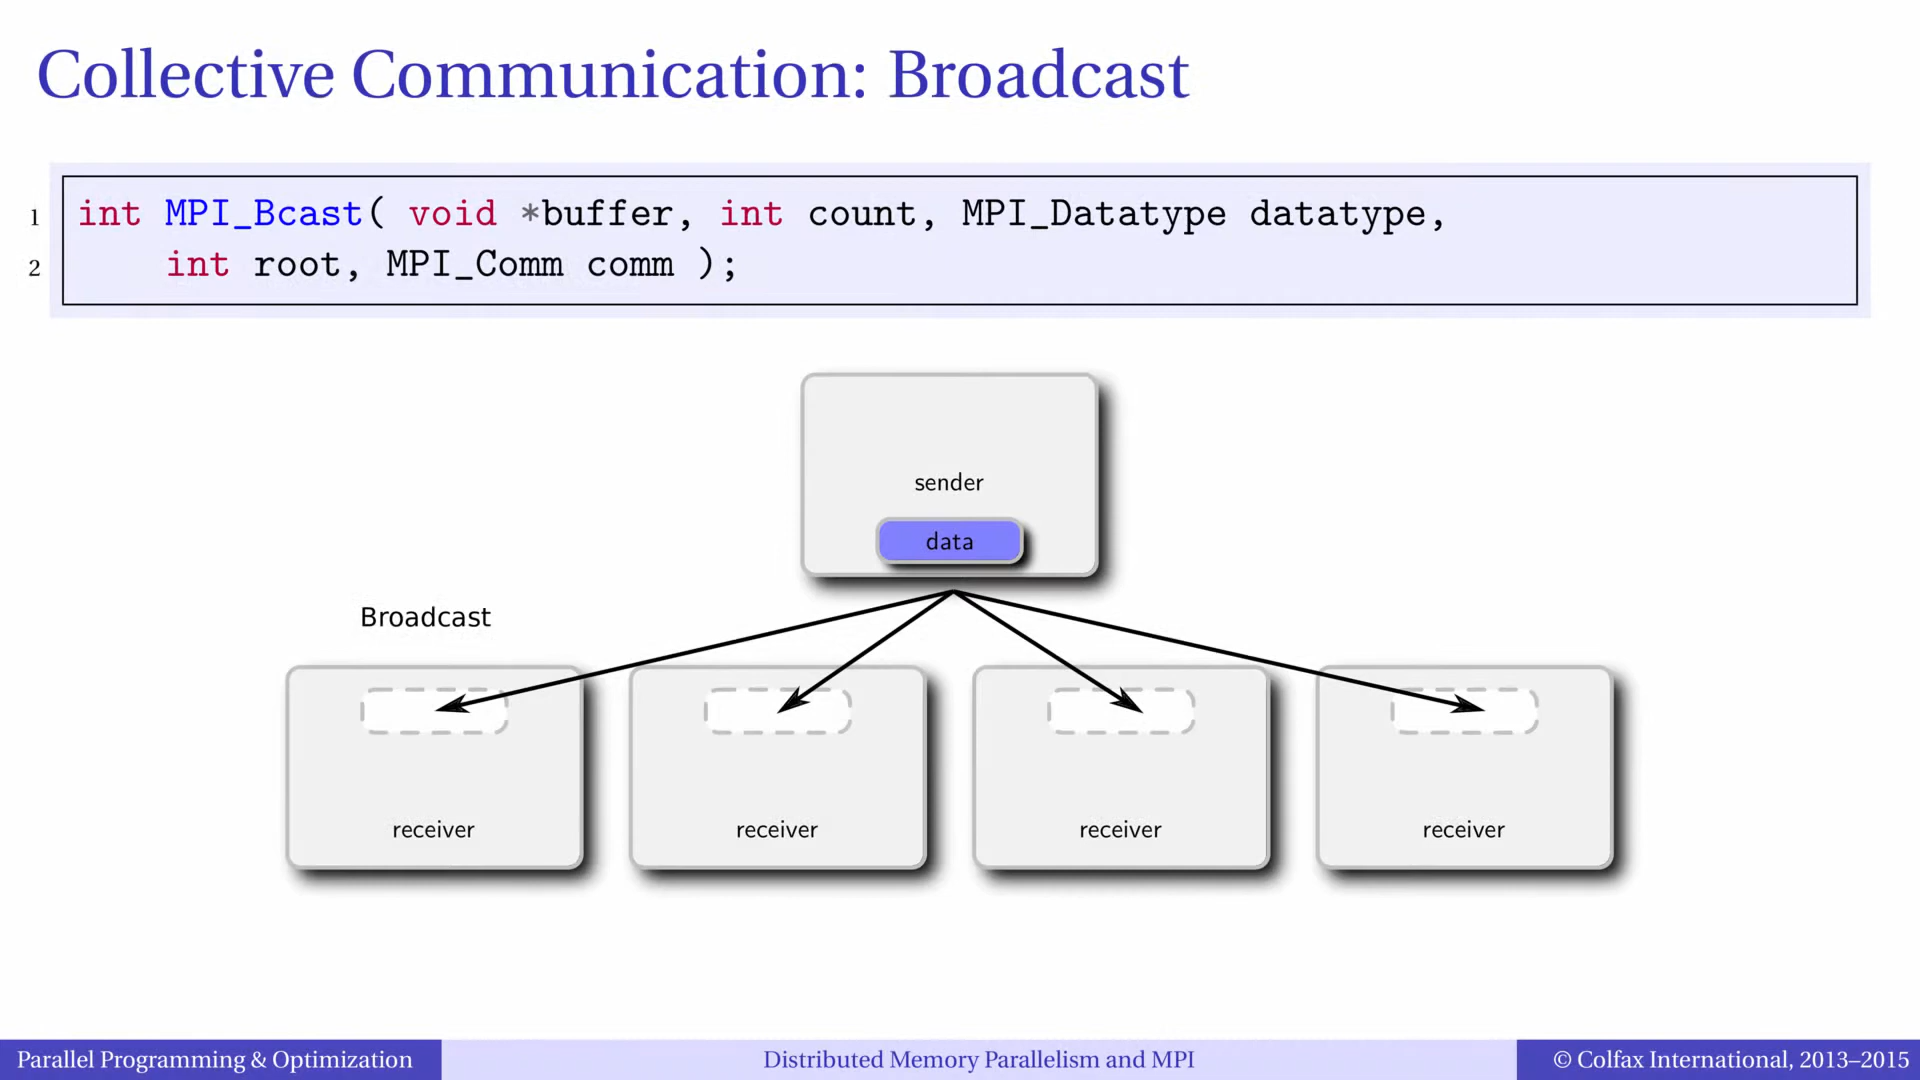 Collective Communication: Broadcast
1 int MPI_Bcast( void *buffer, int count, MPI_Datatype datatype,
2 int root, MPI_Comm comm );
sender
data
Broadcast
receiver receiver receiver receiver
Parallel Programming & Optimization Distributed Memory Parallelism and MPI © Colfax International, 2013–2015